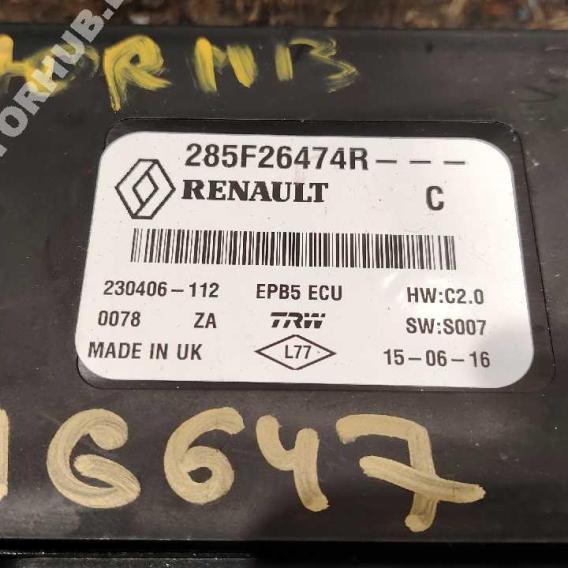 285F26474R---
RENAULT C
230406-112 EPB5 ECU HW:C2.0
0078 ZA TRW SW:S007
MADE IN UK L77 15-06-16
16647